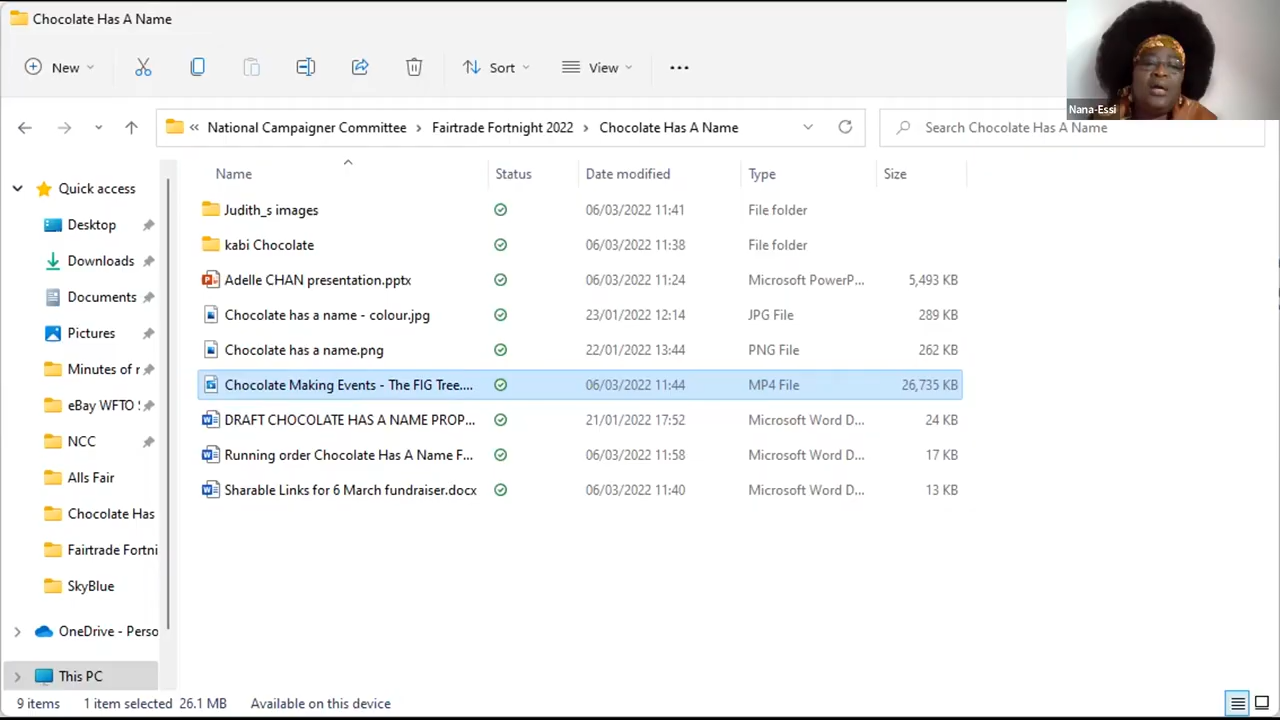 Chocolate Has A Name
New
Sort
View
Nana-Essi
« National Campaigner Committee > Fairtrade Fortnight 2022 > Chocolate Has A Name
Search Chocolate Has A Name
Name Status Date modified Type Size
Quick access
Desktop
Downloads
Documents
Pictures
Minutes of r
eBay WFTO
NCC
Alls Fair
Chocolate Has
Fairtrade Fortni
SkyBlue
OneDrive - Perso
This PC
Judith_s images 06/03/2022 11:41 File folder
kabi Chocolate 06/03/2022 11:38 File folder
Adelle CHAN presentation.pptx 06/03/2022 11:24 Microsoft PowerP... 5,493 KB
Chocolate has a name - colour.jpg 23/01/2022 12:14 JPG File 289 KB
Chocolate has a name.png 22/01/2022 13:44 PNG File 262 KB
Chocolate Making Events - The FIG Tree.... 06/03/2022 11:44 MP4 File 26,735 KB
DRAFT CHOCOLATE HAS A NAME PROP... 21/01/2022 17:52 Microsoft Word D... 24 KB
Running order Chocolate Has A Name F... 06/03/2022 11:58 Microsoft Word D... 17 KB
Sharable Links for 6 March fundraiser.docx 06/03/2022 11:40 Microsoft Word D... 13 KB
9 items 1 item selected 26.1 MB Available on this device